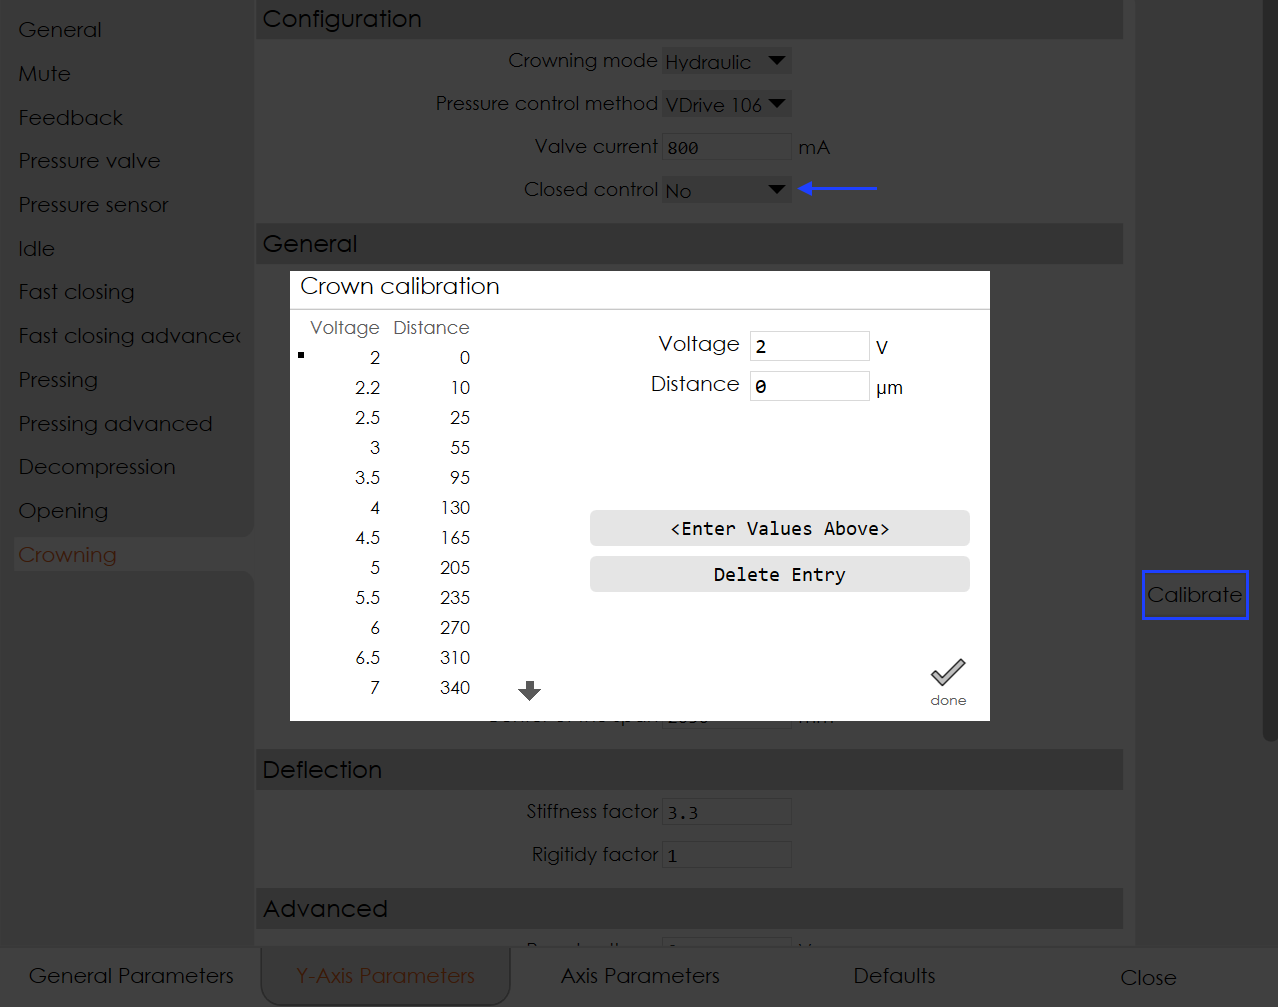 General
Mute
Feedback
Pressure valve
Pressure sensor
Idle
Fast closing
Fast closing advanced
Pressing
Pressing advanced
Decompression
Opening
Crowning
Configuration
Crowning mode Hydraulic
Pressure control method VDrive 106
Valve current 800 mA
Closed control No
General
Crown calibration
Voltage Distance
2 0
2.2 10
2.5 25
3 55
3.5 95
4 130
4.5 165
5 205
5.5 235
6 270
6.5 310
7 340
Voltage 2 V
Distance 0 µm
<Enter Values Above>
Delete Entry
done
Calibrate
Deflection
Stiffness factor 3.3
Rigitidy factor 1
Advanced
General Parameters
Y-Axis Parameters
Axis Parameters
Defaults
Close